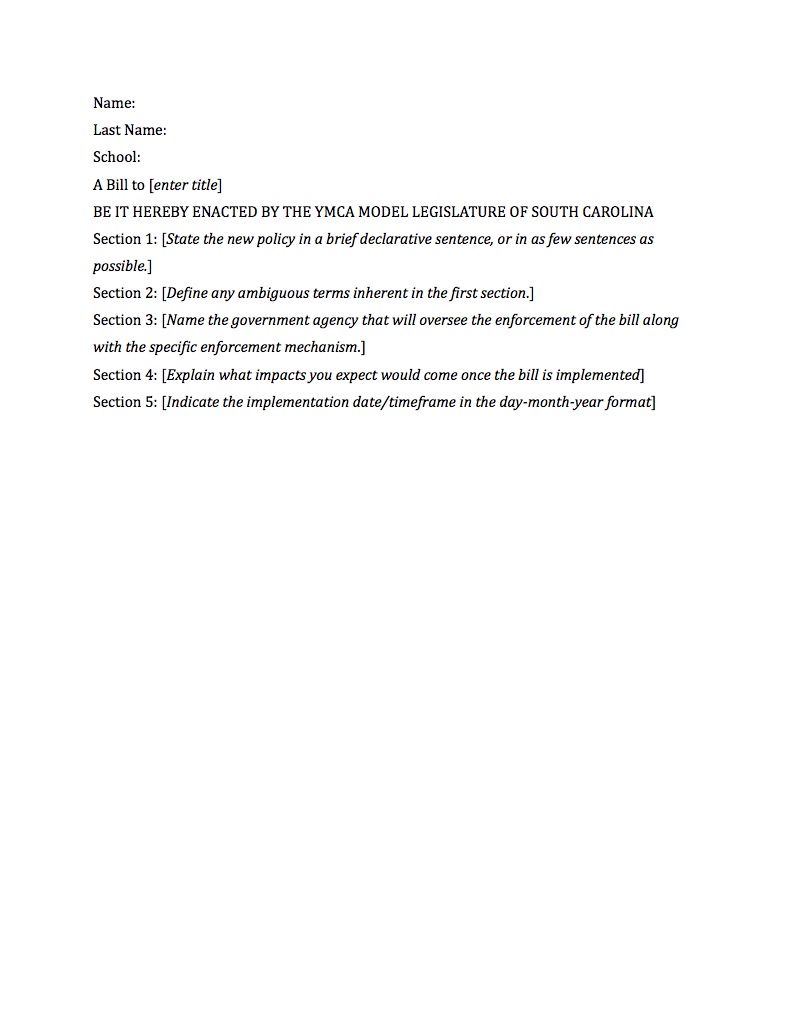 Name:
Last Name:
School:
A Bill to [enter title]
BE IT HEREBY ENACTED BY THE YMCA MODEL LEGISLATURE OF SOUTH CAROLINA
Section 1: [State the new policy in a brief declarative sentence, or in as few sentences as
possible.]
Section 2: [Define any ambiguous terms inherent in the first section.]
Section 3: [Name the government agency that will oversee the enforcement of the bill along
with the specific enforcement mechanism.]
Section 4: [Explain what impacts you expect would come once the bill is implemented]
Section 5: [Indicate the implementation date/timeframe in the day-month-year format]